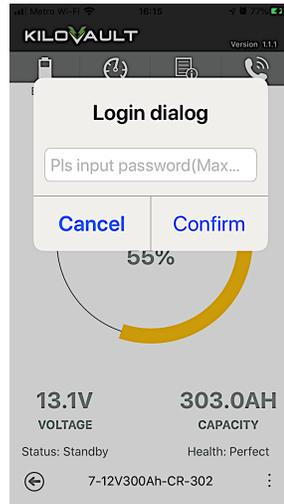 Metro Wi-Fi 16:15 77%
KILOVAULT
Version 1.1.1
Login dialog
Pls input password(Max...
Cancel Confirm
55%
13.1V 303.0AH
VOLTAGE CAPACITY
Status: Standby Health: Perfect
7-12V300Ah-CR-302